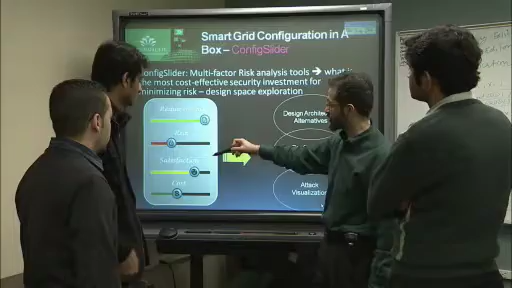 Smart Grid Configuration in A
Box – ConfigSlider
ConfigSlider: Multi-factor Risk analysis tools ➔ what is
the most cost-effective security investment for
minimizing risk – design space exploration
Risk
Satisfaction
Cost
Design Archite
Alternatives
Attack
Visualization